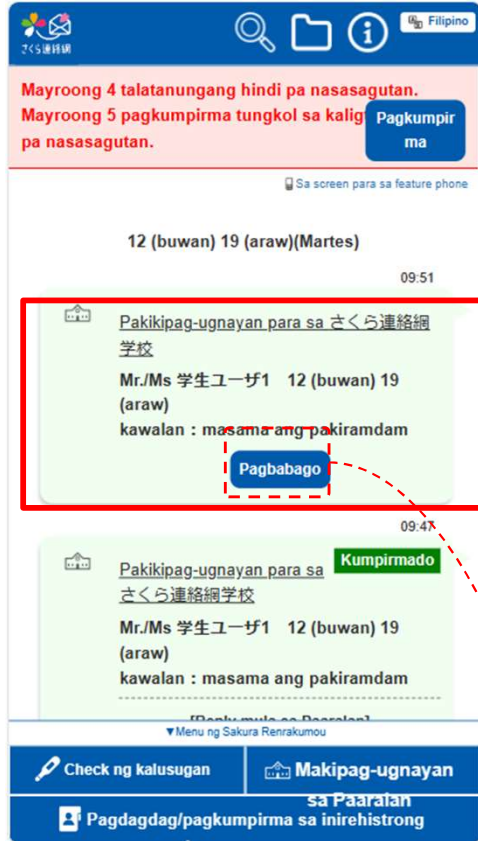 さくら連絡網
Filipino
Mayroong 4 talatanungang hindi pa nasasagutan.
Mayroong 5 pagkumpirma tungkol sa kalig
pa nasasagutan.
Pagkumpir
ma
Sa screen para sa feature phone
12 (buwan) 19 (araw)(Martes)
09:51
Pakikipag-ugnayan para sa さくら連絡網
学校
Mr./Ms 学生ユーザ1 12 (buwan) 19
(araw)
kawalan : masama ang pakiramdam
Pagbabago
09:47
Kumpirmado
Pakikipag-ugnayan para sa
さくら連絡網学校
Mr./Ms 学生ユーザ1 12 (buwan) 19
(araw)
kawalan : masama ang pakiramdam
[Reply mula sa Paaralan]
▼Menu ng Sakura Renrakumou
Check ng kalusugan
Makipag-ugnayan
sa Paaralan
Pagdagdag/pagkumpirma sa inirehistrong